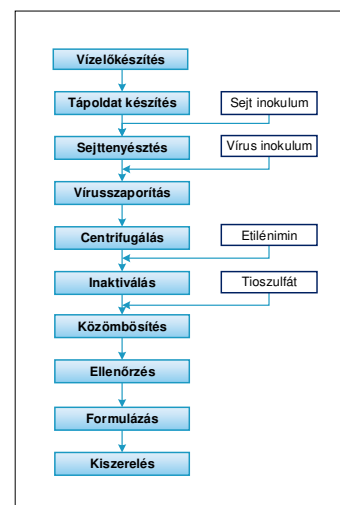 Vízelőkészítés
Tápoldat készítés
Sejt inokulum
Sejttenyésztés
Vírus inokulum
Vírusszaporítás
Centrifugálás
Etilénimin
Inaktiválás
Tioszulfát
Közömbösítés
Ellenőrzés
Formulázás
Kiszerelés